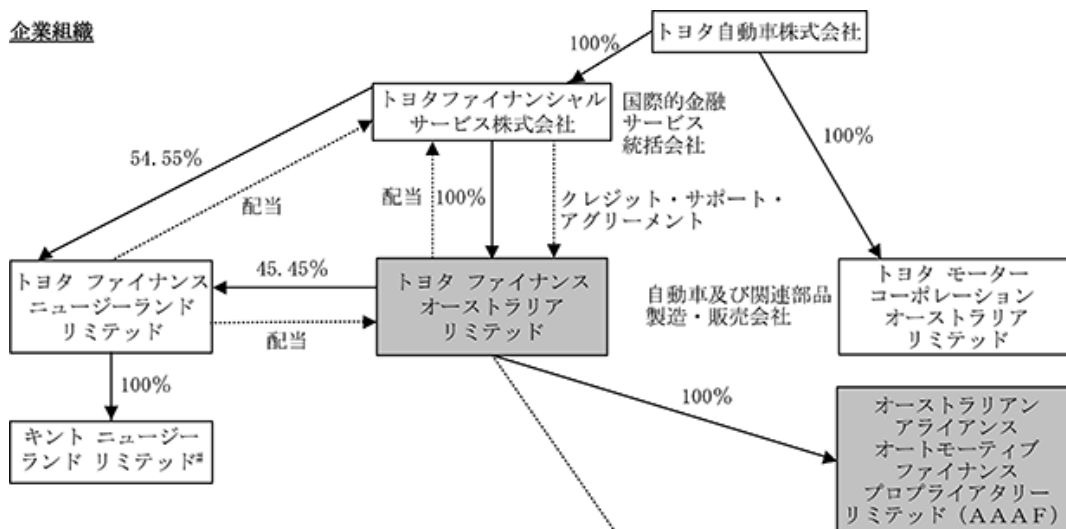 企業組織
トヨタ自動車株式会社
100%
トヨタファイナンシャル
サービス株式会社
国際的金融
サービス
統括会社
100%
54.55%
配当
配当
100%
クレジット・サポート・
アグリーメント
トヨタ ファイナンス
ニュージーランド
リミテッド
45.45%
配当
トヨタ ファイナンス
オーストラリア
リミテッド
自動車及び関連部品
製造・販売会社
トヨタ モーター
コーポレーション
オーストラリア
リミテッド
100%
キント ニュージー
ランド リミテッド#
100%
オーストラリアン
アライアンス
オートモーティブ
ファイナンス
プロプライアタリー
リミテッド(AAAF)